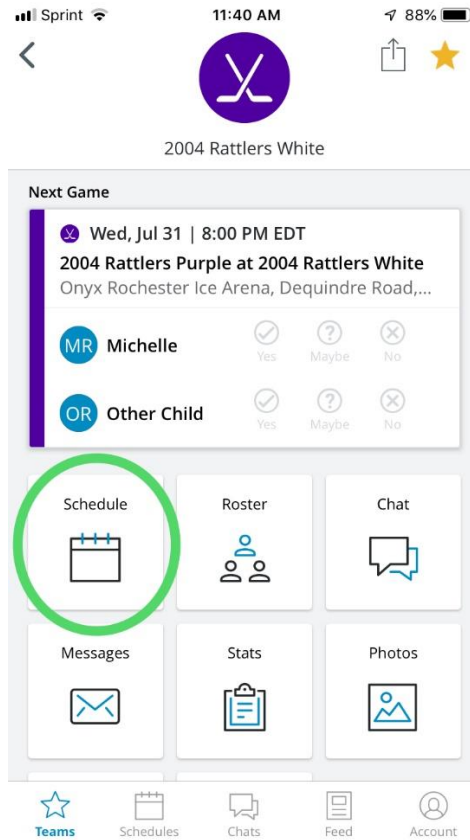 Sprint 11:40 AM 88%
2004 Rattlers White
Next Game
Wed, Jul 31 | 8:00 PM EDT
2004 Rattlers Purple at 2004 Rattlers White
Onyx Rochester Ice Arena, Dequindre Road,...
MR Michelle Yes Maybe No
OR Other Child Yes Maybe No
Schedule Roster Chat
Messages Stats Photos
Teams Schedules Chats Feed Account